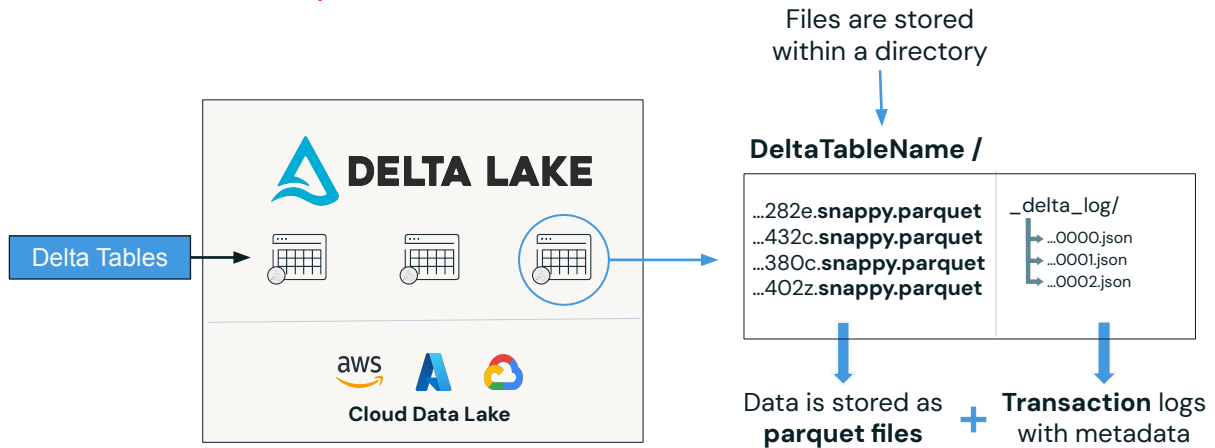 Files are stored
within a directory
DeltaTableName /
DELTA LAKE
Delta Tables
...282e.snappy.parquet
...432c.snappy.parquet
...380c.snappy.parquet
...402z.snappy.parquet
_delta_log/
...0000.json
...0001.json
...0002.json
aws
Cloud Data Lake
Data is stored as
parquet files
+
Transaction logs
with metadata